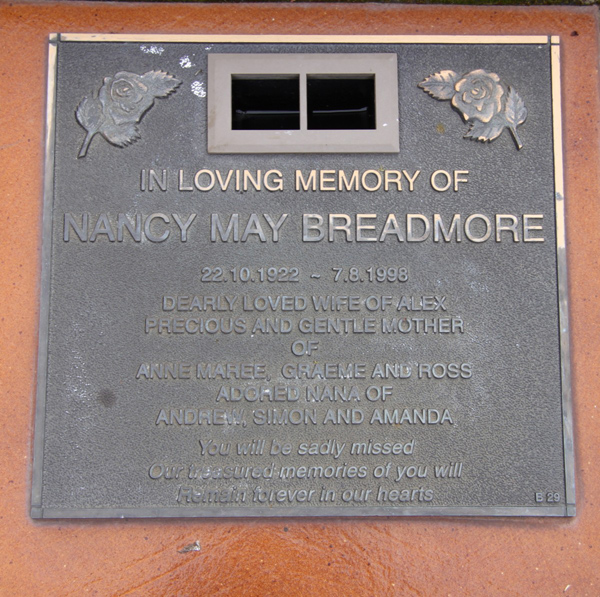 IN LOVING MEMORY OF
NANCY MAY BREADMORE
22.10.1922 ~ 7.8.1998
DEARLY LOVED WIFE OF ALEX
PRECIOUS AND GENTLE MOTHER
OF
ANNE MAREE, GRAEME AND ROSS
ADORED NANA OF
ANDREW, SIMON AND AMANDA
You will be sadly missed
Our treasured memories of you will
Remain forever in our hearts
B 29